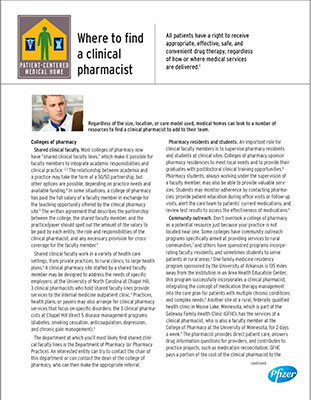 PATIENT-CENTERED
MEDICAL HOME
Where to find
a clinical
pharmacist
All patients have a right to receive
appropriate, effective, safe, and
convenient drug therapy, regardless
of how or where medical services
are delivered.¹
Regardless of the size, location, or care model used, medical homes can look to a number of
resources to find a clinical pharmacist to add to their team.
Colleges of pharmacy
Shared clinical faculty. Most colleges of pharmacy now
have "shared clinical faculty lines," which make it possible for
faculty members to integrate academic responsibilities and
clinical practice. The relationship between academia and
a practice may take the form of a 50/50 partnership, but
other options are possible, depending on practice needs and
available funding. In some situations, a college of pharmacy
has paid the full salary of a faculty member in exchange for
the teaching opportunity offered by the clinical pharmacy
site. The written agreement that describes the partnership
between the college, the shared faculty member, and the
practice/payer should spell out the amount of the salary to
be paid by each entity, the role and responsibilities of the
clinical pharmacist, and any necessary provision for cross-
coverage for the faculty member.
Shared clinical faculty work in a variety of health care
settings, from private practices, to rural clinics, to large health
plans. A clinical pharmacy site staffed by a shared faculty
member may be designed to address the needs of specific
employers; at the University of North Carolina at Chapel Hill,
3 clinical pharmacists who hold shared faculty lines provide
services to the internal medicine outpatient clinic. Practices,
health plans, or payers may also arrange for clinical pharmacy
services that focus on specific disorders; the 3 clinical pharma-
cists at Chapel Hill direct 5 disease management programs
(diabetes, smoking cessation, anticoagulation, depression,
and chronic pain management).
The department at which you'll most likely find shared clini-
cal faculty lines is the Department of Pharmacy (or Pharmacy
Practice). An interested entity can try to contact the chair of
this department or can contact the dean of the college of
pharmacy, who can then make the appropriate referral.
Pharmacy residents and students. An important role for
clinical faculty members is to supervise pharmacy residents
and students at clinical sites. Colleges of pharmacy sponsor
pharmacy residencies to meet local needs and to provide their
graduates with postdoctoral clinical training opportunities.
Pharmacy students, always working under the supervision of
a faculty member, may also be able to provide valuable serv-
ices. Students may monitor adherence by contacting pharma-
cies, provide patient education during office visits or follow-up
visits, alert the care team to patients' current medications, and
review test results to assess the effectiveness of medications.
Community outreach. Don't overlook a college of pharmacy
as a potential resource just because your practice is not
located near one. Some colleges have community outreach
programs specifically aimed at providing services to rural
communities, and others have sponsored programs incorpo-
rating faculty, residents, and sometimes students to serve
patients in rural areas. One family medicine residency
program sponsored by the University of Arkansas is 135 miles
away from the institution in an Area Health Education Center;
this program successfully incorporates a clinical pharmacist,
integrating the concept of medication therapy management
into the care plan for patients with multiple chronic conditions
and complex needs. Another site at a rural, federally qualified
health clinic in Moose Lake, Minnesota, which is part of the
Gateway Family Health Clinic (GFHC), has the services of a
clinical pharmacist, who is also a faculty member at the
College of Pharmacy at the University of Minnesota, for 2 days
a week. The pharmacist provides direct patient care, answers
drug information questions for providers, and contributes to
practice projects, such as medication reconciliation. GFHC
pays a portion of the cost of the clinical pharmacist to the
continued
Pfizer